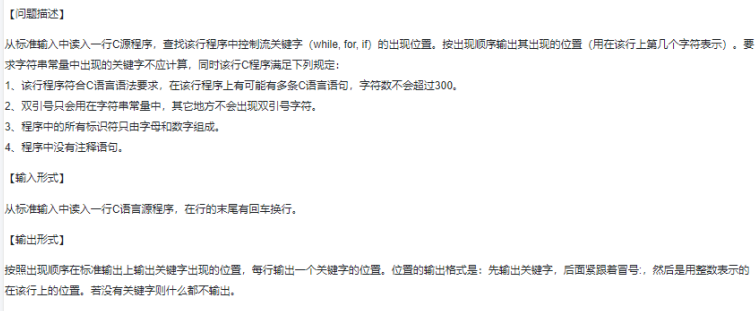 【问题描述】
从标准输入中读入一行C源程序，查找该行程序中控制流关键字（while, for, if）的出现位置。按出现顺序输出其出现的位置（用在该行上第几个字符表示）。要
求字符串常量中出现的关键字不应计算，同时该行C程序满足下列规定：
1、该行程序符合C语言语法要求，在该行程序上有可能有多条C语言语句，字符数不会超过300。
2、双引号只会用在字符串常量中，其它地方不会出现双引号字符。
3、程序中的所有标识符只由字母和数字组成。
4、程序中没有注释语句。
【输入形式】
从标准输入中读入一行C语言源程序，在行的末尾有回车换行。
【输出形式】
按照出现顺序在标准输出上输出关键字出现的位置，每行输出一个关键字的位置。位置的输出格式是：先输出关键字，后面紧跟着冒号:，然后是用整数表示的
在该行上的位置。若没有关键字则什么都不输出。